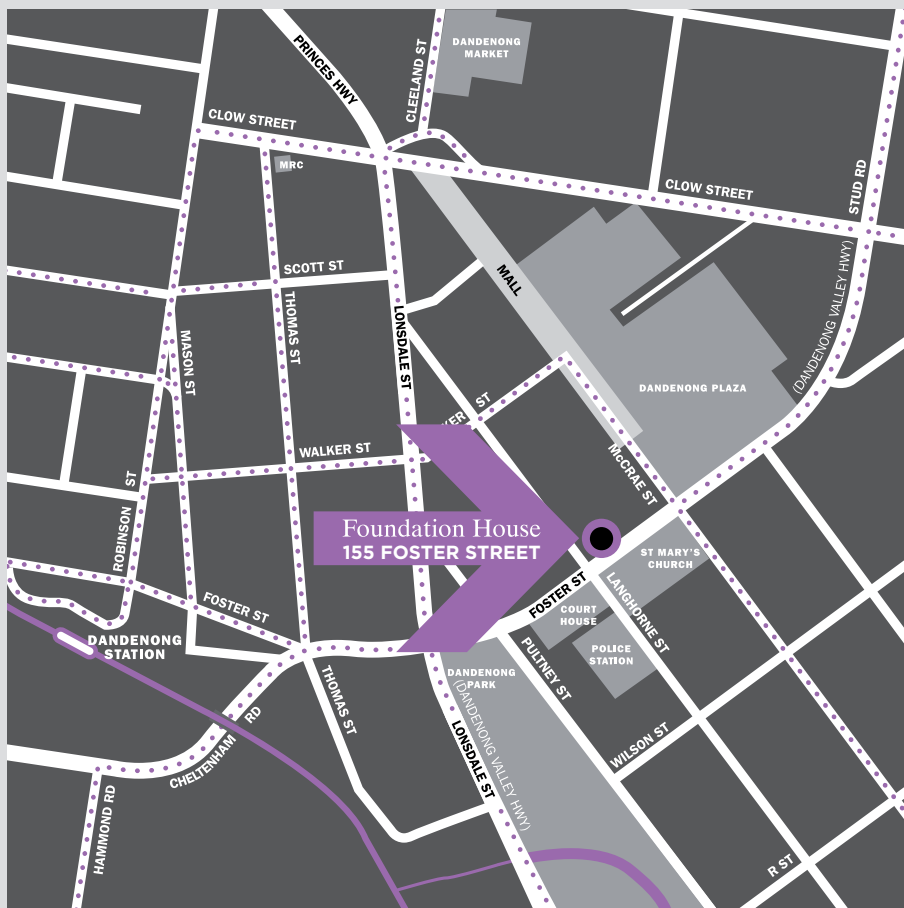 PRINCES HWY
CLEELAND ST
DANDENONG
MARKET
CLOW STREET
MRC
CLOW STREET
STUD RD
(DANDENONG VALLEY HWY)
SCOTT ST
MALL
THOMAS ST
LONSDALE ST
MASON ST
DANDENONG PLAZA
KER ST
WALKER ST
McCRAE ST
ROBINSON ST
Foundation House
155 FOSTER STREET
ST MARY'S
CHURCH
FOSTER ST
LANGHORNE ST
COURT
HOUSE
FOSTER ST
POLICE
STATION
DANDENONG
STATION
PULTNEY ST
DANDENONG
PARK
THOMAS ST
(DANDENONG VALLEY HWY)
LONSDALE ST
WILSON ST
CHELTENHAM RD
HAMMOND RD
R ST